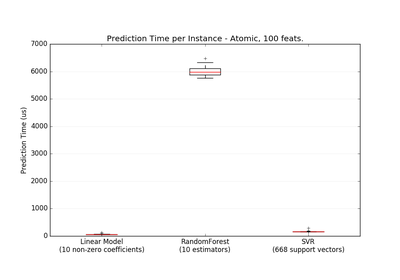 Prediction Time per Instance - Atomic, 100 feats.
7000
6000
5000
4000
3000
2000
1000
0
Prediction Time (us)
Linear Model
(10 non-zero coefficients)
RandomForest
(10 estimators)
SVR
(668 support vectors)